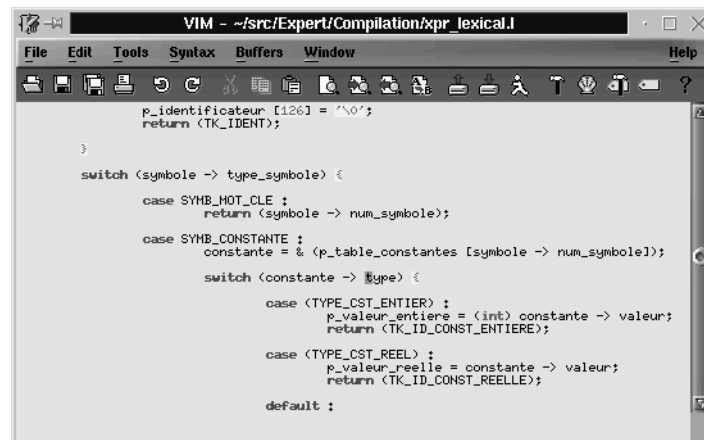 VIM - ~/src/Expert/Compilation/xpr_lexical.l
File Edit Tools Syntax Buffers Window Help
p_identificateur [126] = '\0';
return (TK_IDENT);
}
switch (symbole -> type_symbole) {
case SYMB_MOT_CLE :
return (symbole -> num_symbole);
case SYMB_CONSTANTE :
constante = & (p_table_constantes [symbole -> num_symbole]);
switch (constante -> type) {
case (TYPE_CST_ENTIER) :
p_valeur_entiere = (int) constante -> valeur;
return (TK_ID_CONST_ENTIERE);
case (TYPE_CST_REEL) :
p_valeur_reelle = constante -> valeur;
return (TK_ID_CONST_REELLE);
default :